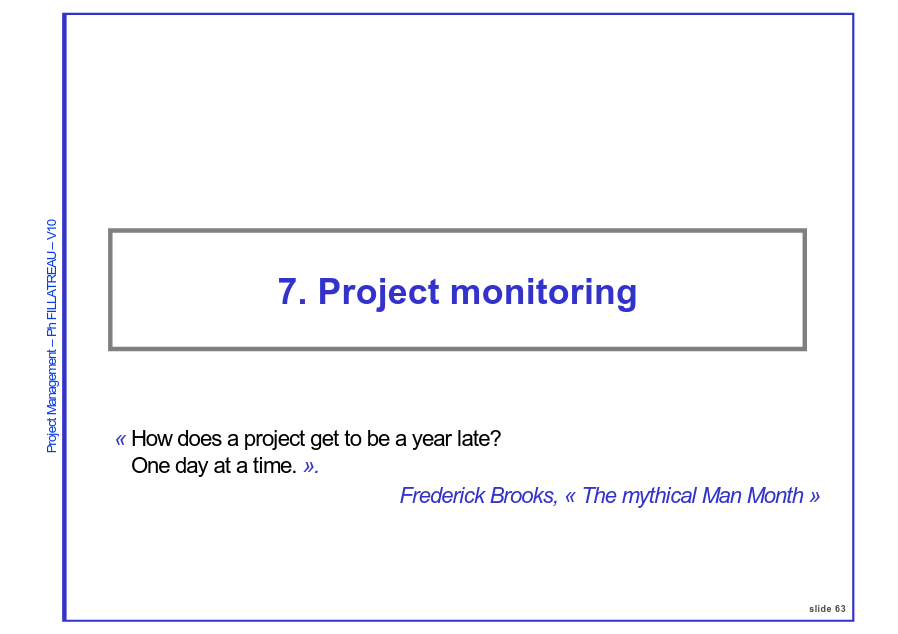 Project Management – Ph FILLATREAU – V10
7. Project monitoring
« How does a project get to be a year late?
One day at a time. ».
Frederick Brooks, « The mythical Man Month »
slide 63